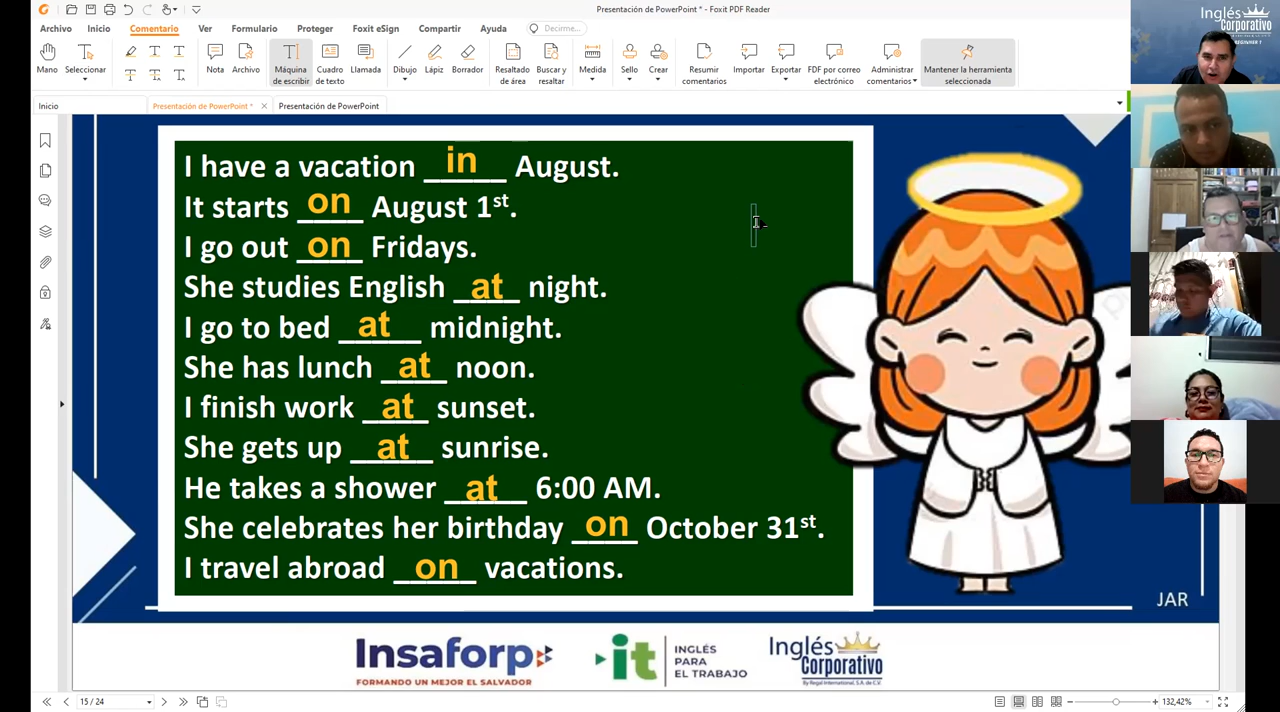 Presentación de PowerPoint * - Foxit PDF Reader
Archivo Inicio Comentario Ver Formulario Proteger Foxit eSign Compartir Ayuda Decirme...
Mano Seleccionar Nota Archivo Máquina de escribir Cuadro de texto Llamada Dibujo Lápiz Borrador Resaltado de área Buscar y resaltar Medida Sello Crear Resumir comentarios Importar Exportar FDF por correo electrónico Administrar comentarios Mantener la herramienta seleccionada
Inicio Presentación de PowerPoint * Presentación de PowerPoint
I have a vacation in August.
It starts on August 1st.
I go out on Fridays.
She studies English at night.
I go to bed at midnight.
She has lunch at noon.
I finish work at sunset.
She gets up at sunrise.
He takes a shower at 6:00 AM.
She celebrates her birthday on October 31st.
I travel abroad on vacations.
JAR
Insaforp
FORMANDO UN MEJOR EL SALVADOR
it
INGLÉS
PARA
EL TRABAJO
Inglés
Corporativo
By Regal International, S.A. de C.V.
15 / 24
132,42%
Inglés
Corporativo
BEGINNER 1